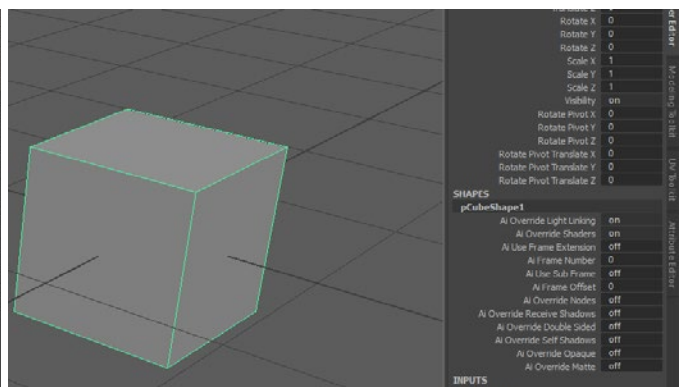 Translate Z
Rotate X 0
Rotate Y 0
Rotate Z 0
Scale X 1
Scale Y 1
Scale Z 1
Visibility on
Rotate Pivot X 0
Rotate Pivot Y 0
Rotate Pivot Z 0
Rotate Pivot Translate X 0
Rotate Pivot Translate Y 0
Rotate Pivot Translate Z 0
SHAPES
pCubeShape1
Ai Override Light Linking on
Ai Override Shaders on
Ai Use Frame Extension off
Ai Frame Number 0
Ai Use Sub Frame off
Ai Frame Offset 0
Ai Override Nodes off
Ai Override Receive Shadows off
Ai Override Double Sided off
Ai Override Self Shadows off
Ai Override Opaque off
Ai Override Matte off
INPUTS
er Editor
Modeling Toolkit
UV Toolkit
Attribute Editor